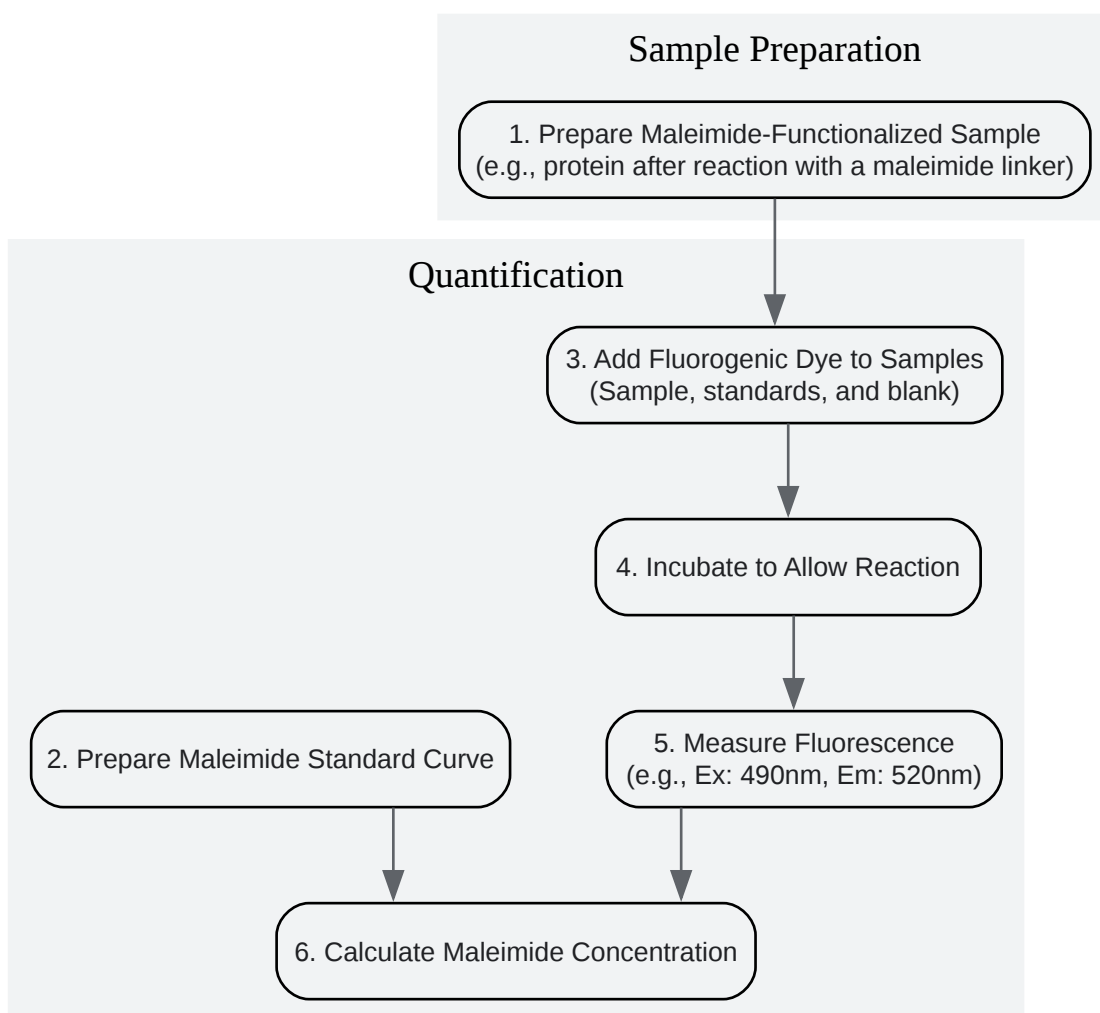 Sample Preparation
1. Prepare Maleimide-Functionalized Sample
(e.g., protein after reaction with a maleimide linker)
Quantification
3. Add Fluorogenic Dye to Samples
(Sample, standards, and blank)
4. Incubate to Allow Reaction
2. Prepare Maleimide Standard Curve
5. Measure Fluorescence
(e.g., Ex: 490nm, Em: 520nm)
6. Calculate Maleimide Concentration